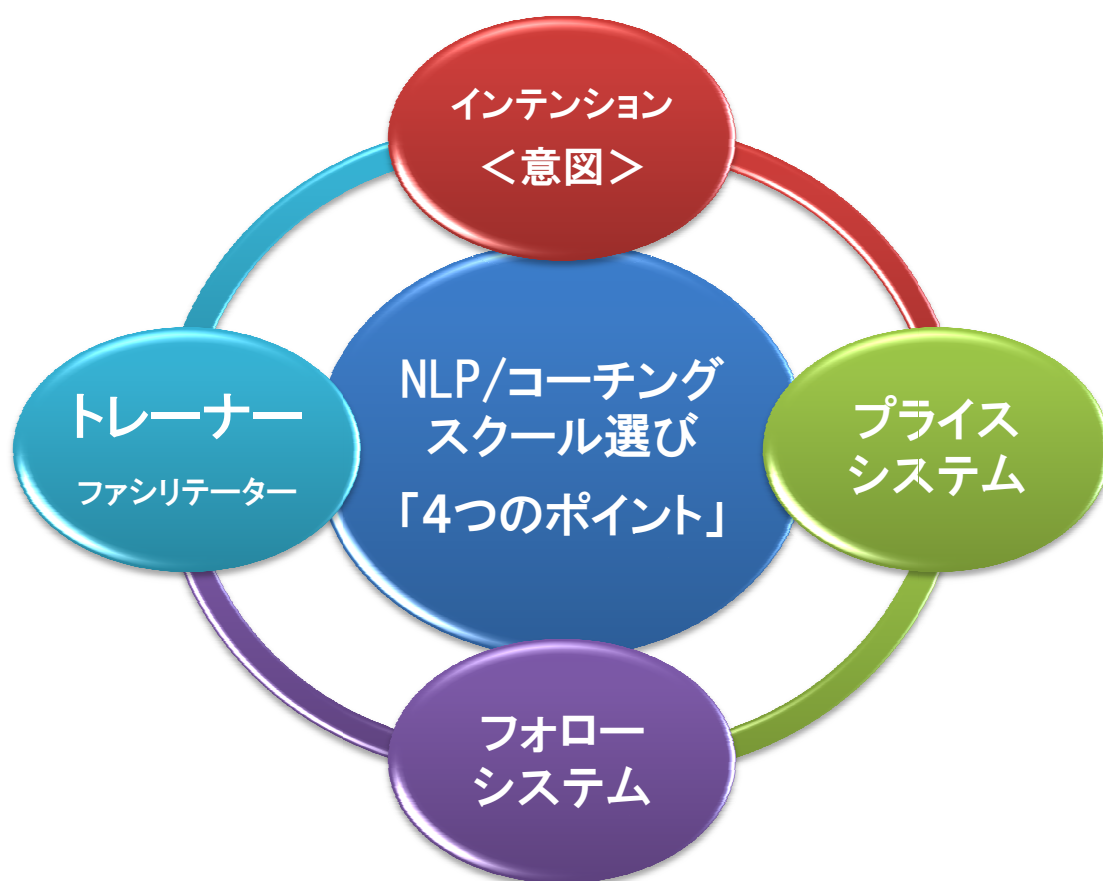 インテンション
＜意図＞
NLP/コーチング
スクール選び
「4つのポイント」
トレーナー
ファシリテーター
プライス
システム
フォロー
システム